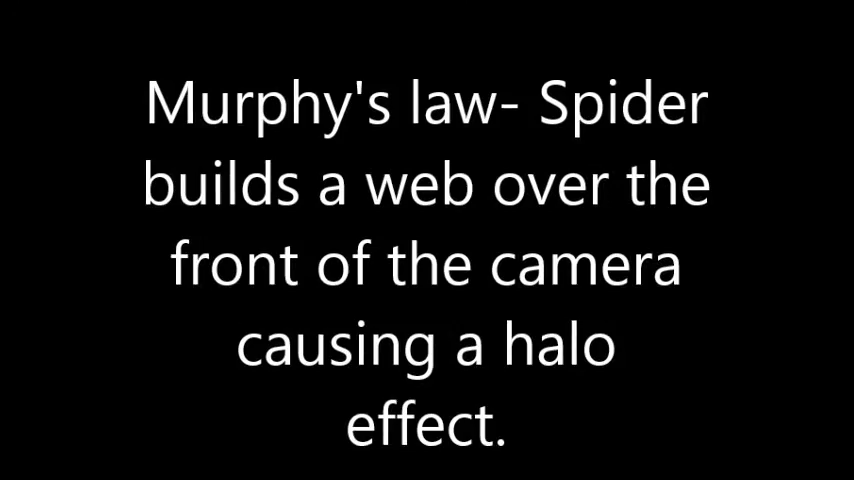 Murphy's law- Spider
builds a web over the
front of the camera
causing a halo
effect.